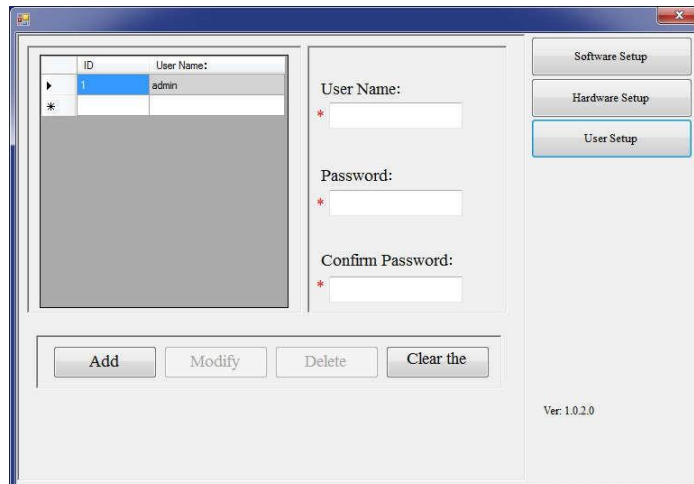 ID User Name:
1 admin
User Name:
*
Password:
*
Confirm Password:
*
Add Modify Delete Clear the
Software Setup
Hardware Setup
User Setup
Ver: 1.0.2.0